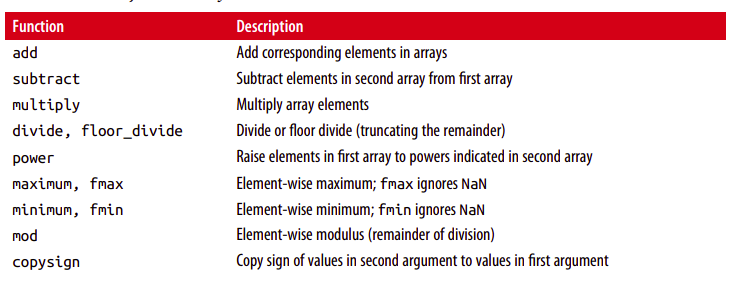 Function Description
add Add corresponding elements in arrays
subtract Subtract elements in second array from first array
multiply Multiply array elements
divide, floor_divide Divide or floor divide (truncating the remainder)
power Raise elements in first array to powers indicated in second array
maximum, fmax Element-wise maximum; fmax ignores NaN
minimum, fmin Element-wise minimum; fmin ignores NaN
mod Element-wise modulus (remainder of division)
copysign Copy sign of values in second argument to values in first argument